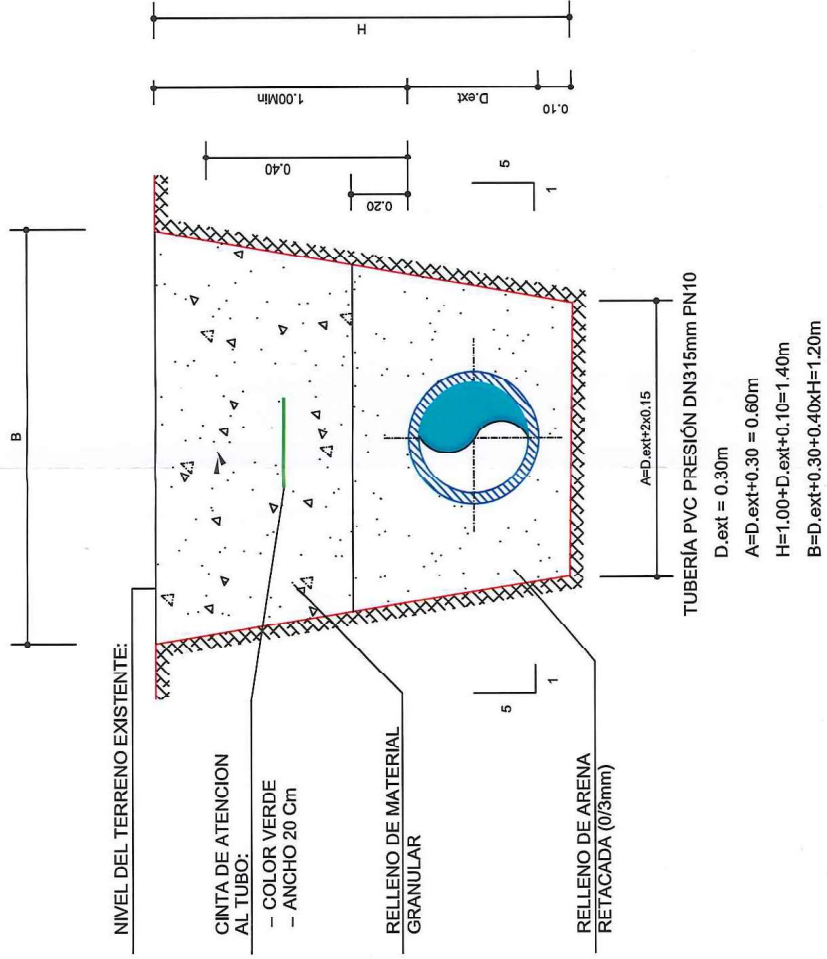 B
NIVEL DEL TERRENO EXISTENTE:
CINTA DE ATENCION
AL TUBO:
– COLOR VERDE
– ANCHO 20 Cm
RELLENO DE MATERIAL
GRANULAR
RELLENO DE ARENA
RETACADA (0/3mm)
H
1.00Min
D.ext
0.10
0.40
0.20
5
1
5
1
A=D.ext+2x0.15
TUBERÍA PVC PRESIÓN DN315mm PN10
D.ext = 0.30m
A=D.ext+0.30 = 0.60m
H=1.00+D.ext+0.10=1.40m
B=D.ext+0.30+0.40xH=1.20m